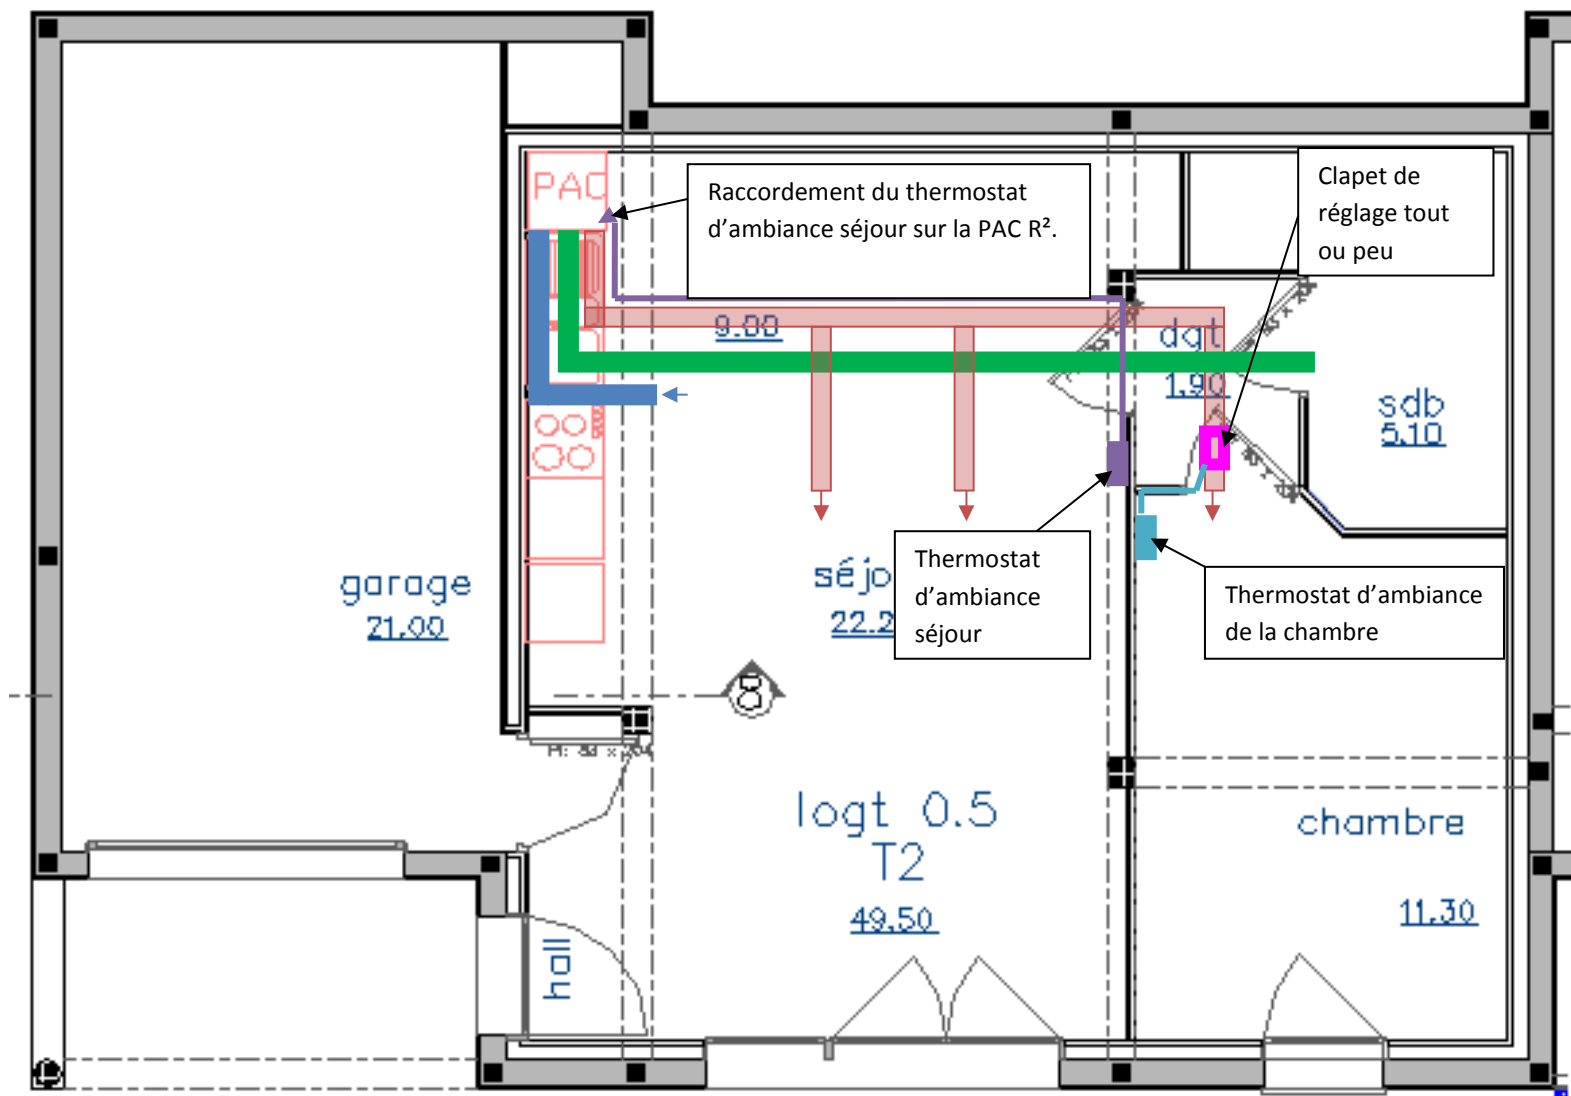 PAC
Raccordement du thermostat
d’ambiance séjour sur la PAC R².
Clapet de
réglage tout
ou peu
9.00
dgt
1.90
sdb
5.10
Thermostat
d’ambiance
séjour
Thermostat d’ambiance
de la chambre
garage
21.00
séjo
22.2
logt 0.5
T2
49.50
chambre
11.30
hall